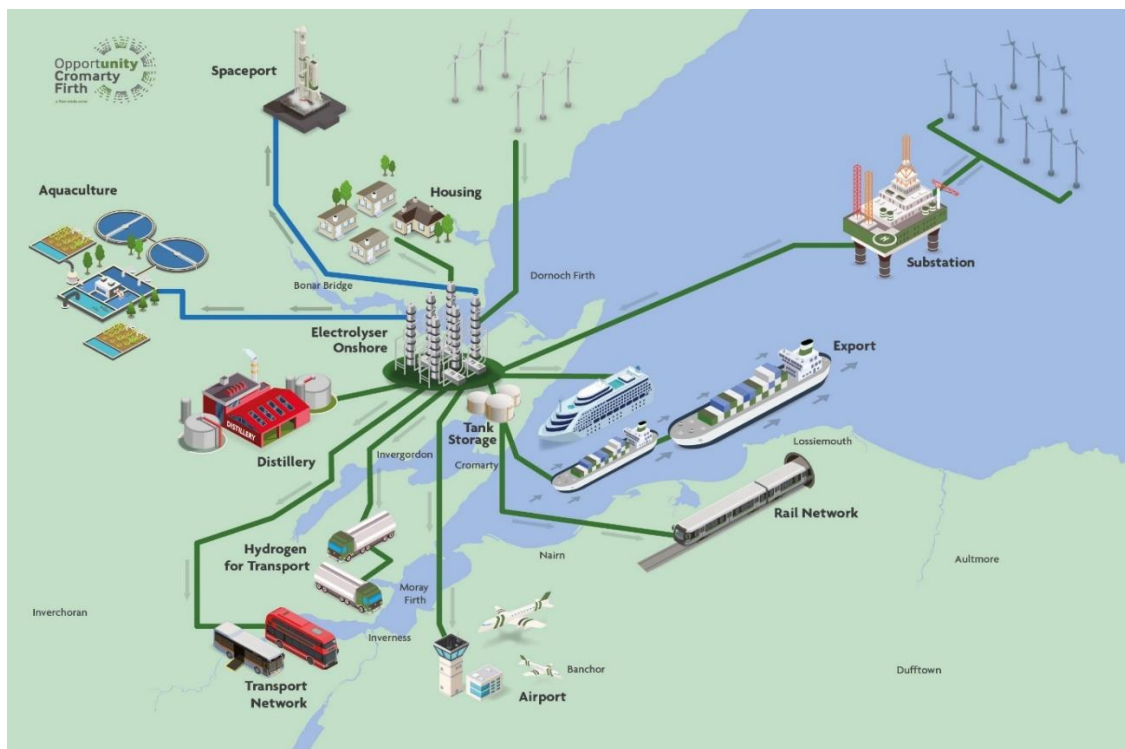 Opportunity
Cromarty
Firth
Spaceport
Aquaculture
Housing
Substation
Dornoch Firth
Bonar Bridge
Electrolyser
Onshore
Export
DISTILLERY
Distillery
Tank
Storage
Invergordon
Cromarty
Lossiemouth
Rail Network
Hydrogen
for Transport
Nairn
Aultmore
Moray
Firth
Inverchoran
Inverness
Banchor
Dufftown
Transport
Network
Airport